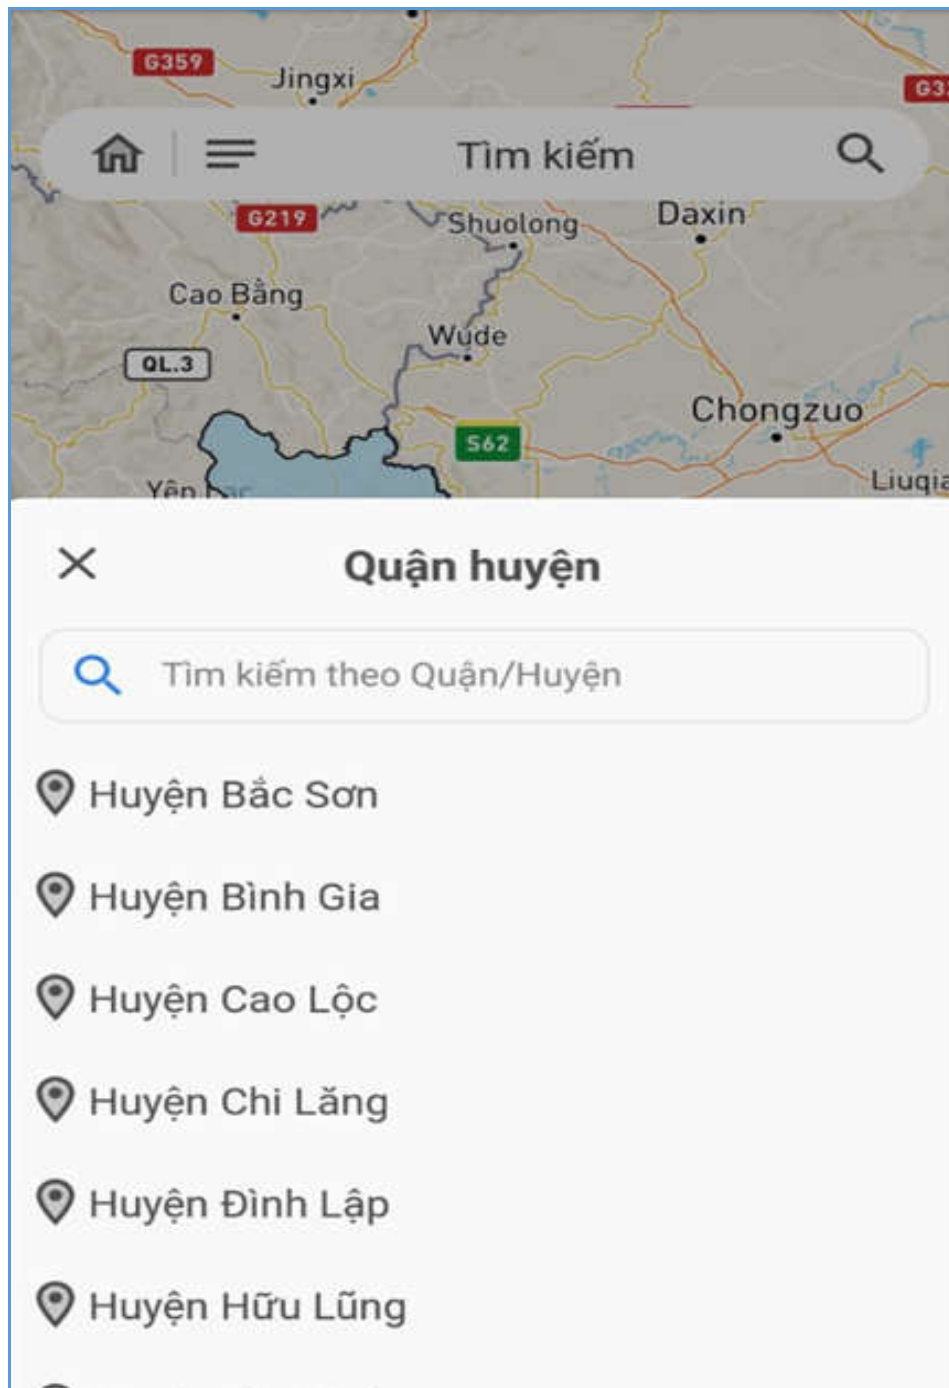 G359
Jingxi
Tìm kiếm
G219
Shuolong
Daxin
Cao Bằng
Wude
QL.3
Chongzuo
S62
Yên
Quận huyện
Tìm kiếm theo Quận/Huyện
Huyện Bắc Sơn
Huyện Bình Gia
Huyện Cao Lộc
Huyện Chi Lăng
Huyện Đình Lập
Huyện Hữu Lũng